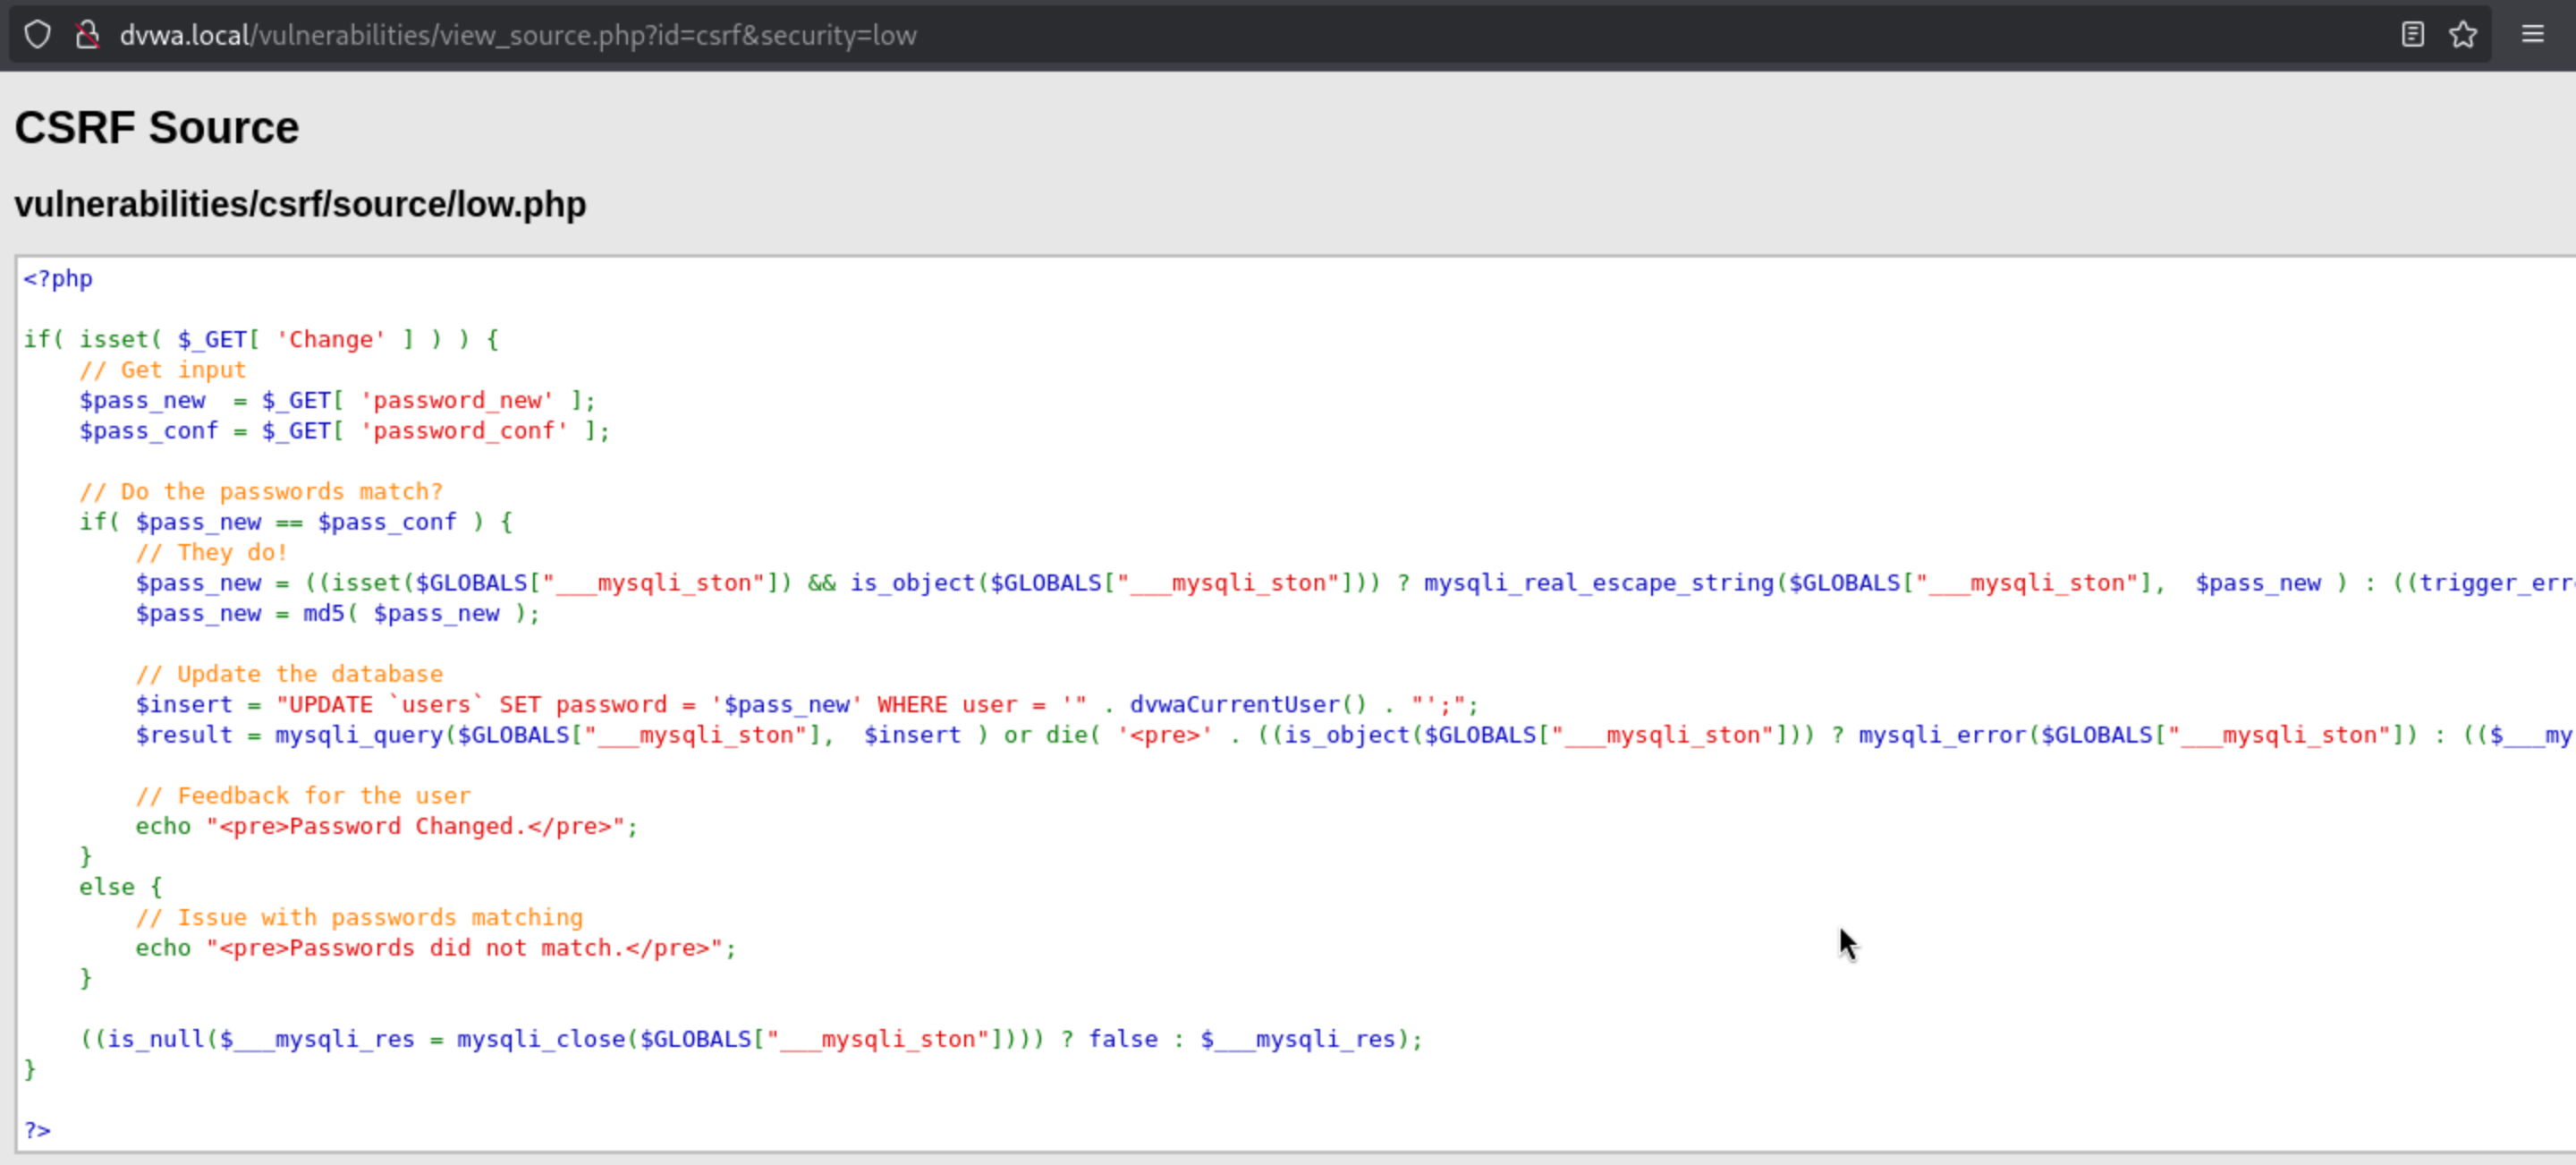 dvwa.local/vulnerabilities/view_source.php?id=csrf&security=low
CSRF Source
vulnerabilities/csrf/source/low.php
<?php
if( isset( $_GET[ 'Change' ] ) ) {
    // Get input
    $pass_new  = $_GET[ 'password_new' ];
    $pass_conf = $_GET[ 'password_conf' ];
    // Do the passwords match?
    if( $pass_new == $pass_conf ) {
        // They do!
        $pass_new = ((isset($GLOBALS["___mysqli_ston"]) && is_object($GLOBALS["___mysqli_ston"])) ? mysqli_real_escape_string($GLOBALS["___mysqli_ston"],  $pass_new ) : ((trigger_err
        $pass_new = md5( $pass_new );
        // Update the database
        $insert = "UPDATE `users` SET password = '$pass_new' WHERE user = '" . dvwaCurrentUser() . "';";
        $result = mysqli_query($GLOBALS["___mysqli_ston"],  $insert ) or die( '<pre>' . ((is_object($GLOBALS["___mysqli_ston"])) ? mysqli_error($GLOBALS["___mysqli_ston"]) : (($___my
        // Feedback for the user
        echo "<pre>Password Changed.</pre>";
    }
    else {
        // Issue with passwords matching
        echo "<pre>Passwords did not match.</pre>";
    }
    ((is_null($___mysqli_res = mysqli_close($GLOBALS["___mysqli_ston"]))) ? false : $___mysqli_res);
}
?>